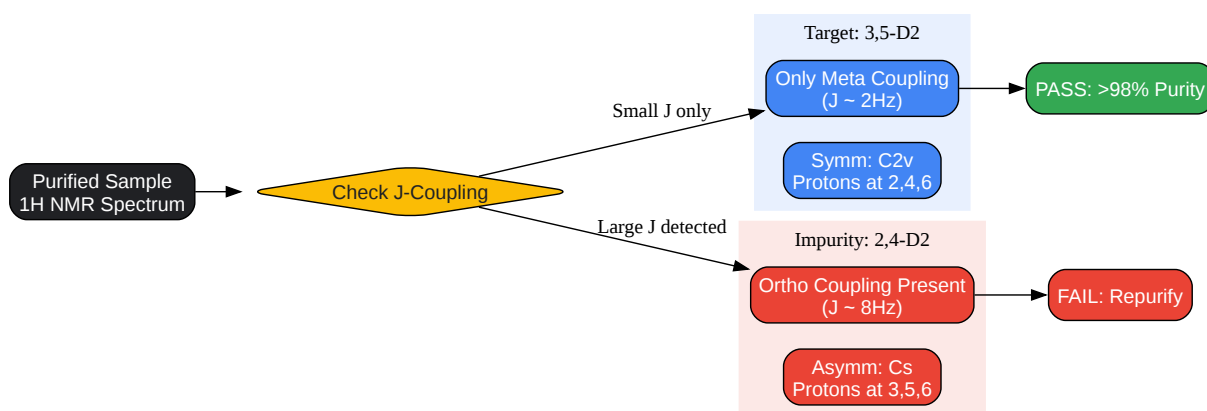 Purified Sample
1H NMR Spectrum
Check J-Coupling
Small J only
Large J detected
Target: 3,5-D2
Only Meta Coupling
(J ~ 2Hz)
Symm: C2v
Protons at 2,4,6
PASS: >98% Purity
Impurity: 2,4-D2
Ortho Coupling Present
(J ~ 8Hz)
Asymm: Cs
Protons at 3,5,6
FAIL: Repurify